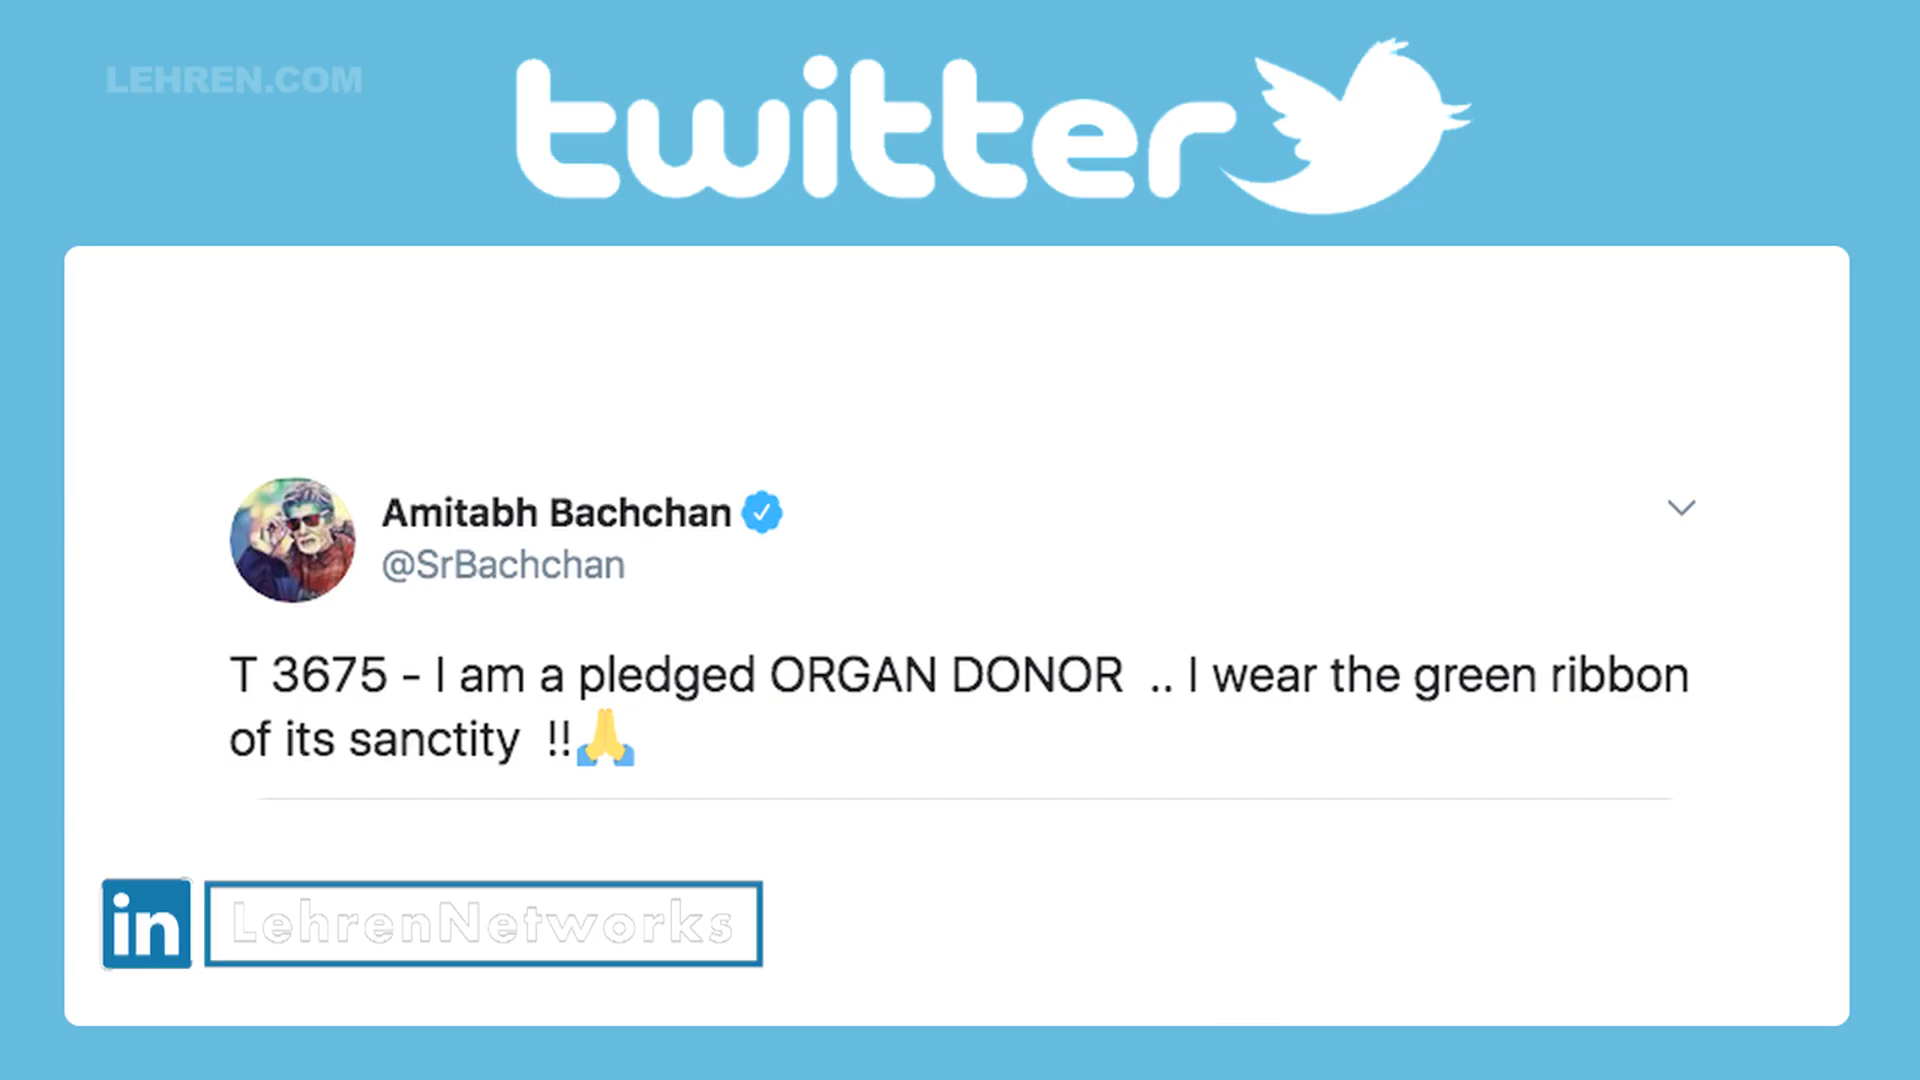 LEHREN.COM
twitter
Amitabh Bachchan
@SrBachchan
T 3675 - I am a pledged ORGAN DONOR .. I wear the green ribbon
of its sanctity !!🙏
in
LehrenNetworks